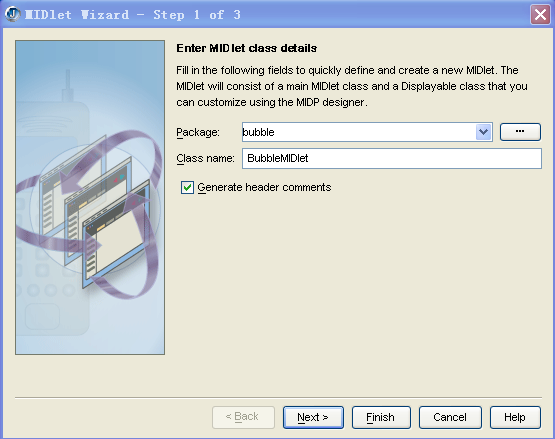 MIDlet Wizard - Step 1 of 3
Enter MIDlet class details
Fill in the following fields to quickly define and create a new MIDlet. The
MIDlet will consist of a main MIDlet class and a Displayable class that you
can customize using the MIDP designer.
Package: bubble ...
Class name: BubbleMIDlet
Generate header comments
< Back Next > Finish Cancel Help